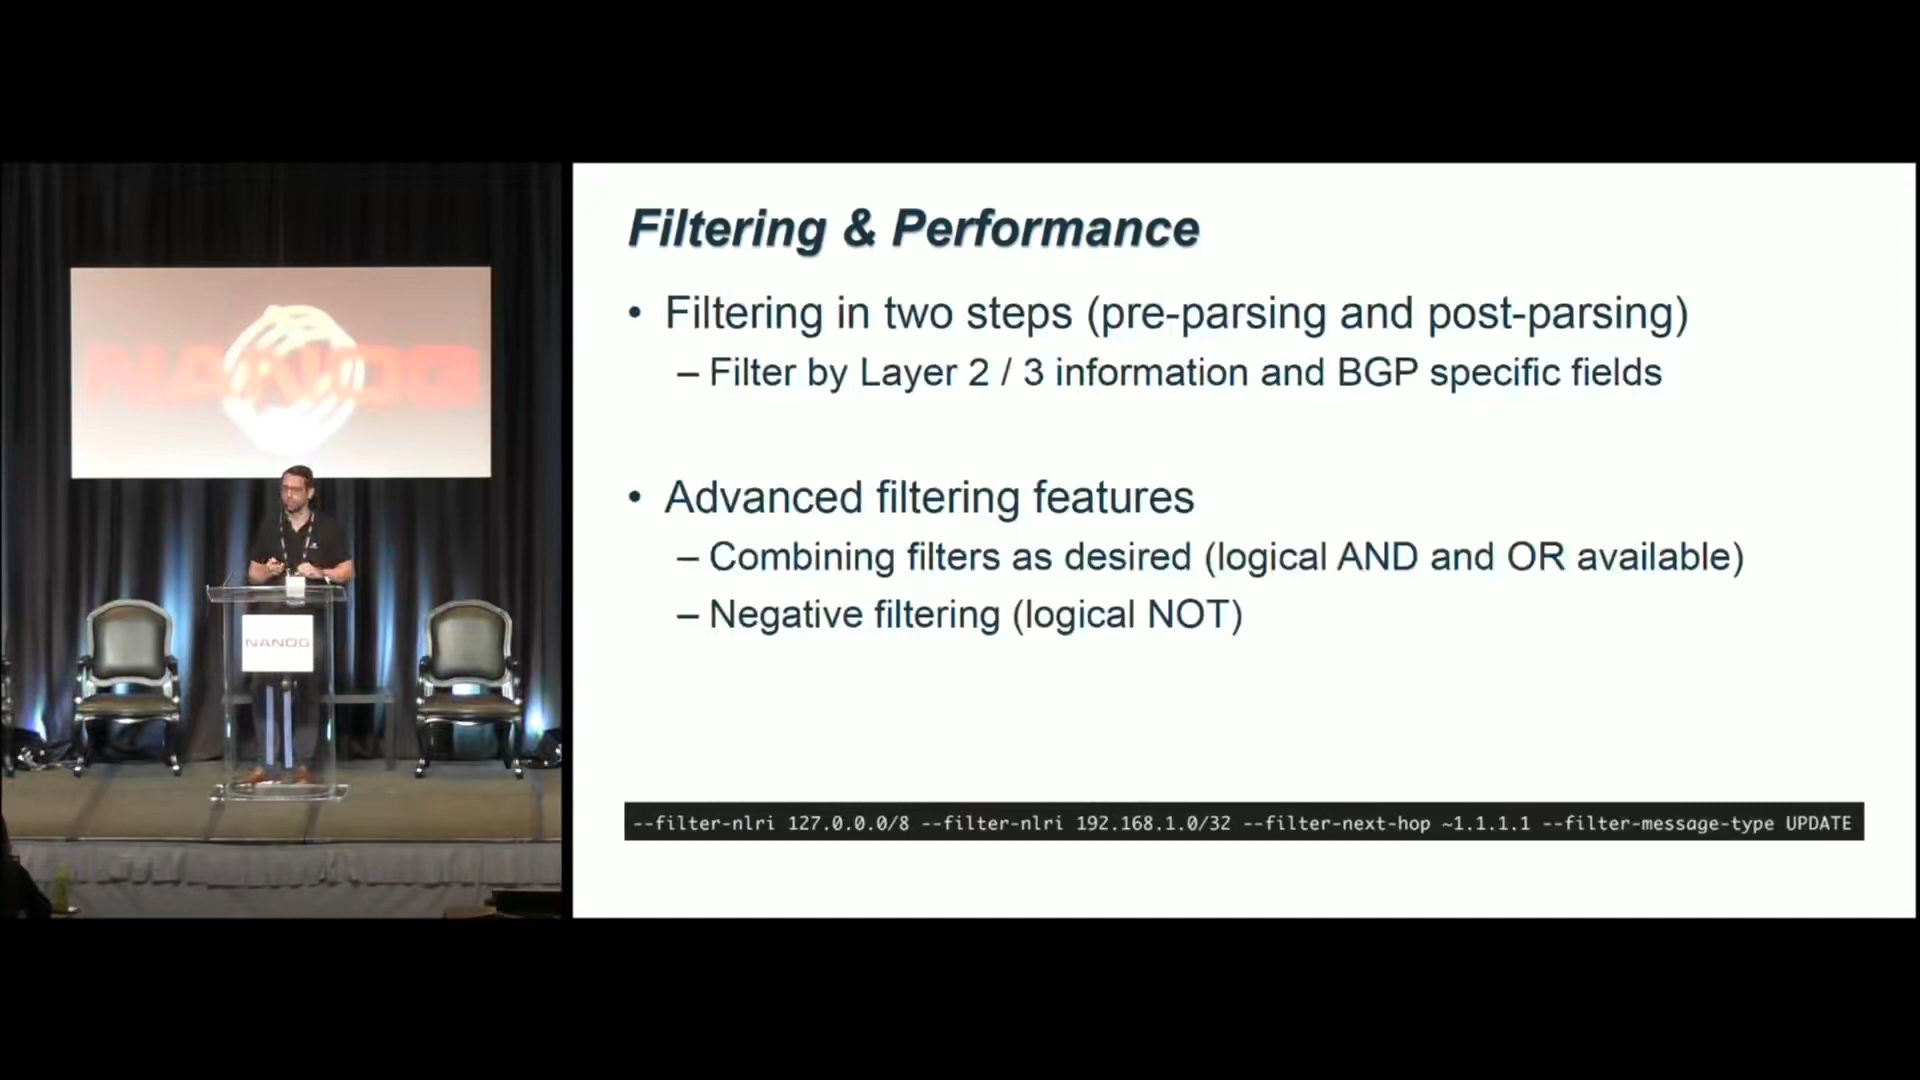 NANOG
NANOG
Filtering & Performance
• Filtering in two steps (pre-parsing and post-parsing)
– Filter by Layer 2 / 3 information and BGP specific fields
• Advanced filtering features
– Combining filters as desired (logical AND and OR available)
– Negative filtering (logical NOT)
--filter-nlri 127.0.0.0/8 --filter-nlri 192.168.1.0/32 --filter-next-hop ~1.1.1.1 --filter-message-type UPDATE